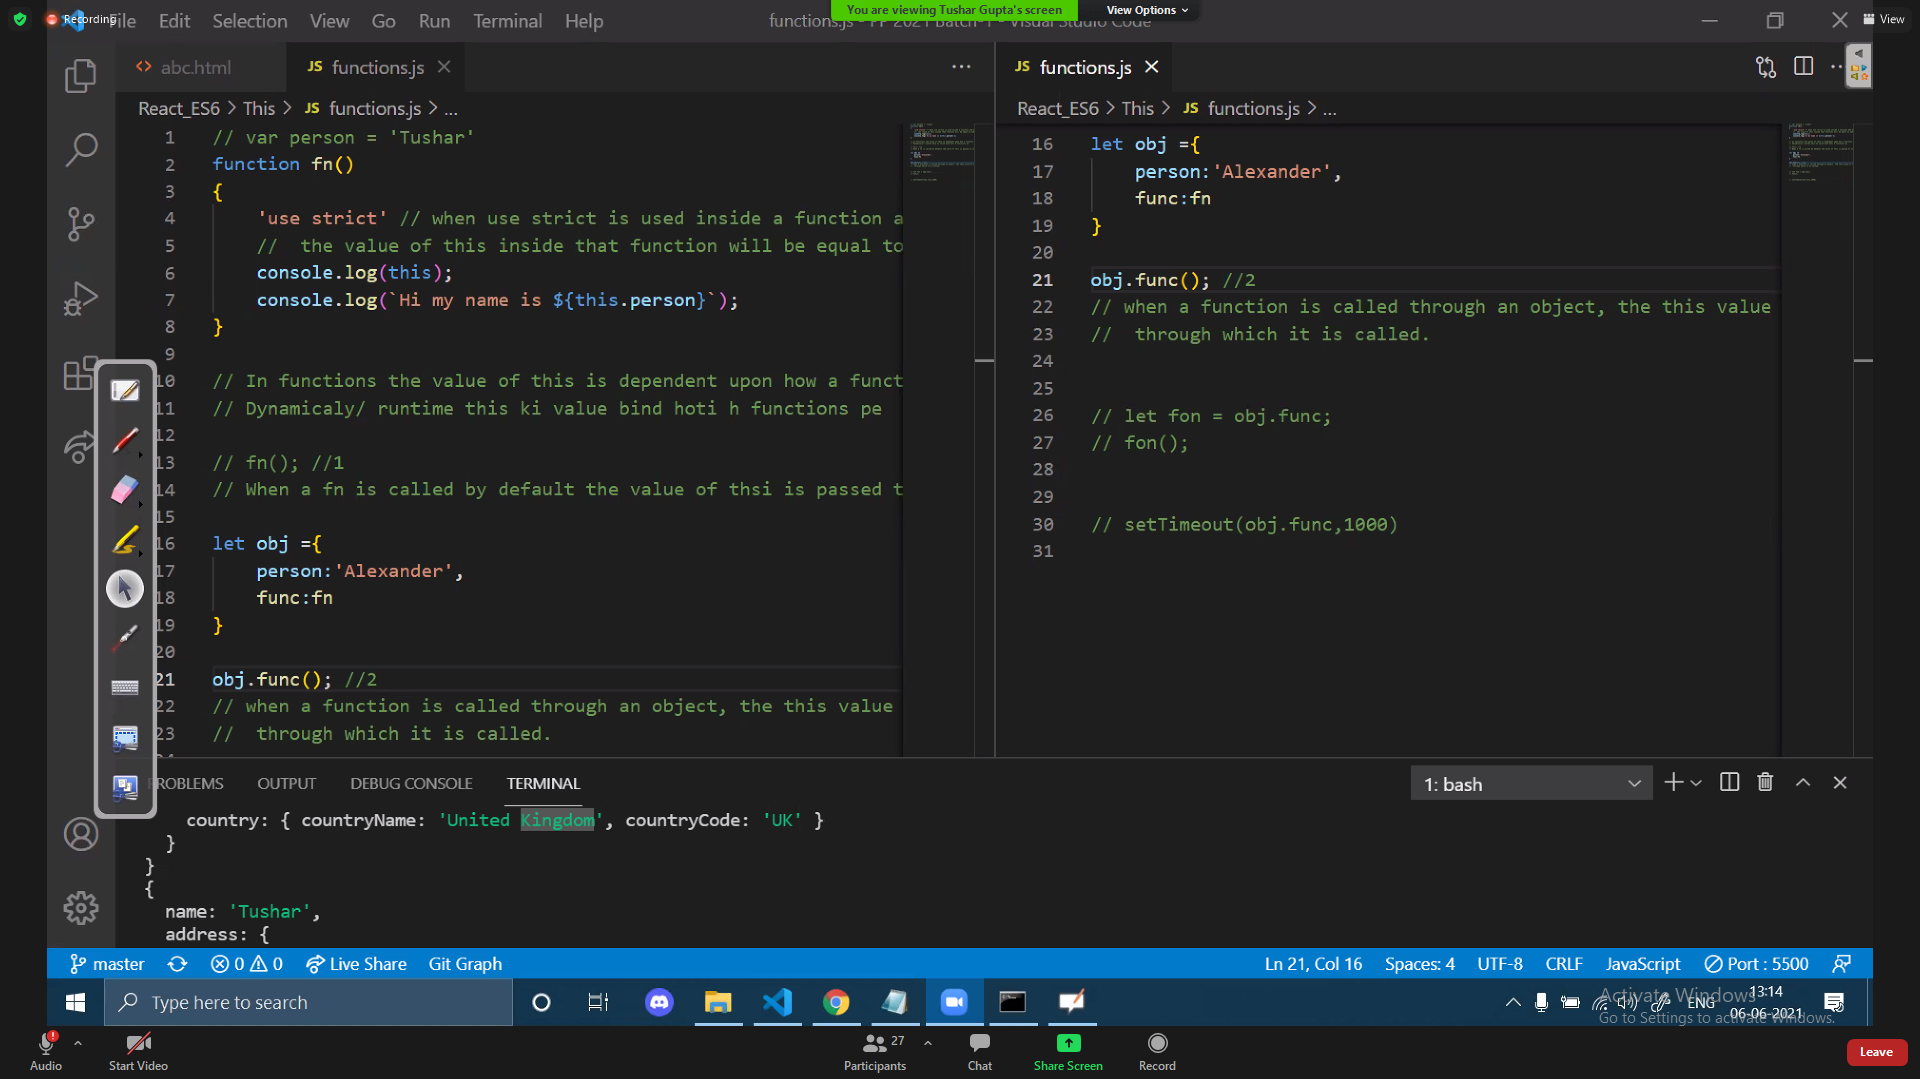 Recording
You are viewing Tushar Gupta's screen
View Options
View
File Edit Selection View Go Run Terminal Help
functions.js - PP 2021 Batch - 1 - Visual Studio Code
abc.html
JS functions.js
React_ES6 > This > JS functions.js > ...
1 // var person = 'Tushar'
2 function fn()
3 {
4 'use strict' // when use strict is used inside a function a
5 // the value of this inside that function will be equal to
6 console.log(this);
7 console.log(`Hi my name is ${this.person}`);
8 }
9
10 // In functions the value of this is dependent upon how a funct
11 // Dynamicaly/ runtime this ki value bind hoti h functions pe
12
13 // fn(); //1
14 // When a fn is called by default the value of thsi is passed t
15
16 let obj ={
17 person:'Alexander',
18 func:fn
19 }
20
21 obj.func(); //2
22 // when a function is called through an object, the this value
23 // through which it is called.
JS functions.js
React_ES6 > This > JS functions.js > ...
16 let obj ={
17 person:'Alexander',
18 func:fn
19 }
20
21 obj.func(); //2
22 // when a function is called through an object, the this value
23 // through which it is called.
24
25
26 // let fon = obj.func;
27 // fon();
28
29
30 // setTimeout(obj.func,1000)
31
PROBLEMS OUTPUT DEBUG CONSOLE TERMINAL
1: bash
country: { countryName: 'United Kingdom', countryCode: 'UK' }
}
}
{
name: 'Tushar',
address: {
master 0 0 Live Share Git Graph
Ln 21, Col 16 Spaces: 4 UTF-8 CRLF JavaScript Port : 5500
Type here to search
ENG
13:14
06-06-2021
Activate Windows
Go to Settings to activate Windows.
Audio Start Video
Participants 27 Chat Share Screen Record
Leave